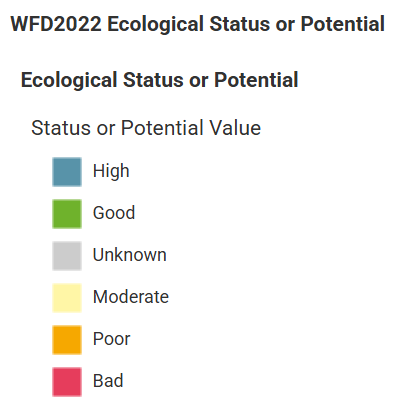 WFD2022 Ecological Status or Potential
Ecological Status or Potential
Status or Potential Value
High
Good
Unknown
Moderate
Poor
Bad